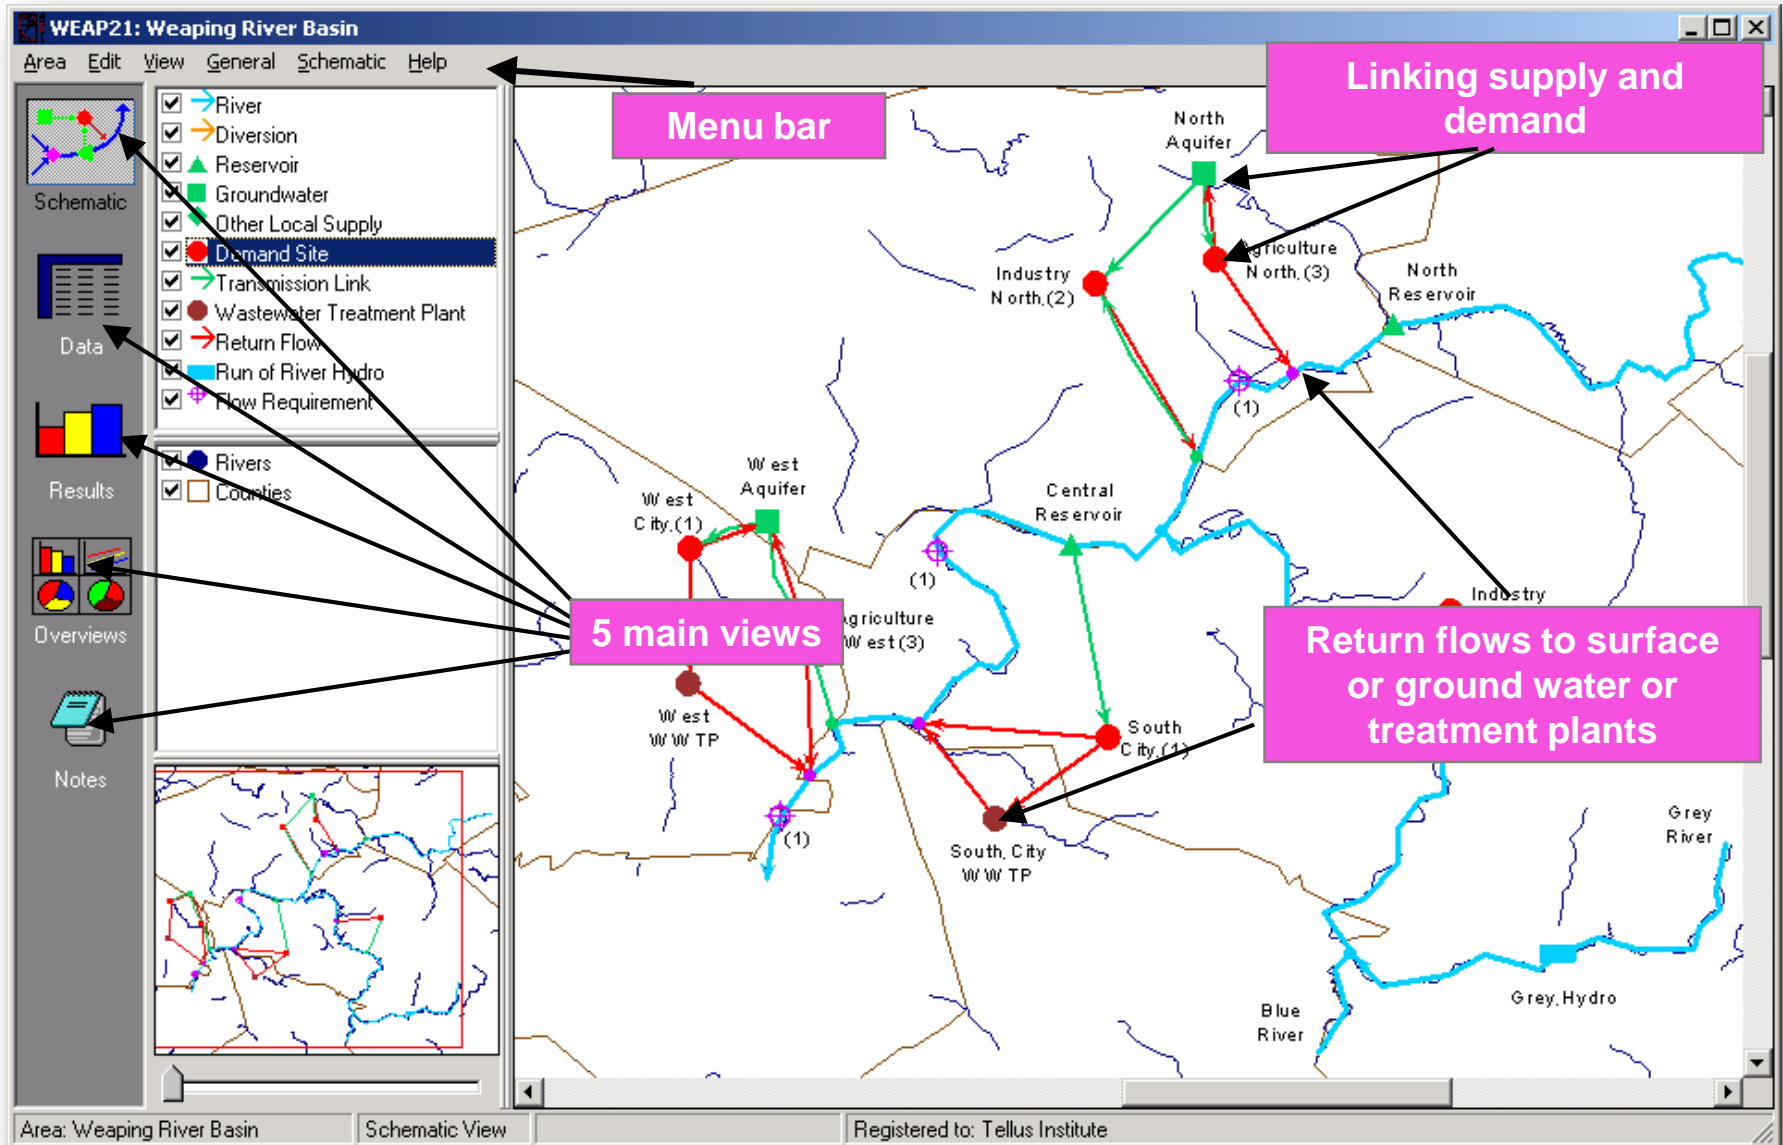 WEAP21: Weaping River Basin
Area Edit View General Schematic Help
Schematic
Data
Results
Overviews
Notes
River
Diversion
Reservoir
Groundwater
Other Local Supply
Demand Site
Transmission Link
Wastewater Treatment Plant
Return Flow
Run of River Hydro
Flow Requirement
Rivers
Counties
Menu bar
Linking supply and
demand
5 main views
Return flows to surface
or ground water or
treatment plants
North
Aquifer
Industry
North,(2)
Agriculture
North,(3)
North
Reservoir
(1)
West
Aquifer
West
City,(1)
Central
Reservoir
(1)
Agriculture
West(3)
Industry
West
WWTP
South
City,(1)
(1)
South, City
WWTP
Grey
River
Grey,Hydro
Blue
River
Area: Weaping River Basin
Schematic View
Registered to: Tellus Institute